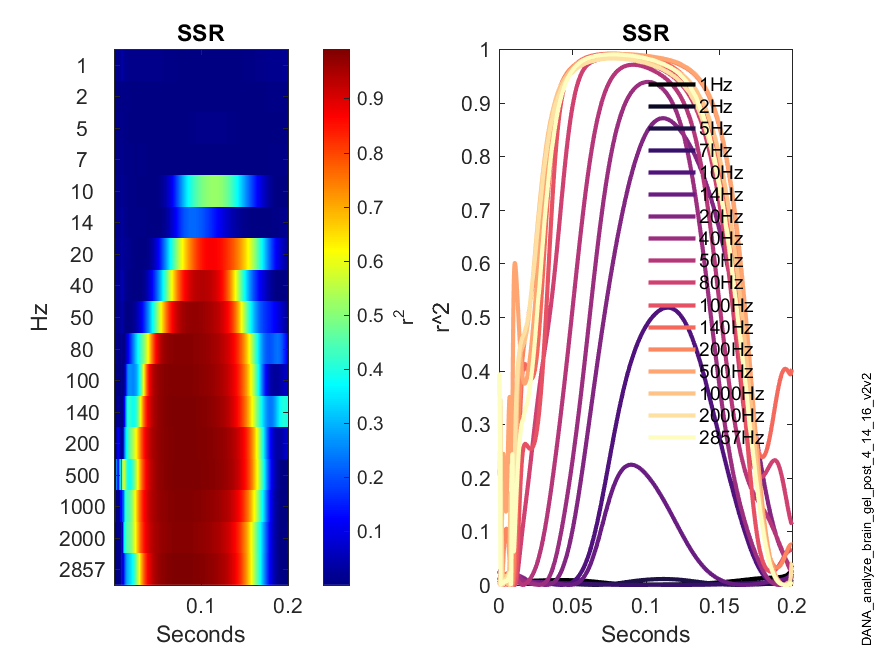 SSR
1
2
5
7
10
14
20
40
50
80
100
140
200
500
1000
2000
2857
Hz
0.1
0.2
Seconds
0.9
0.8
0.7
0.6
0.5
0.4
0.3
0.2
0.1
r2
SSR
1
0.9
0.8
0.7
0.6
0.5
0.4
0.3
0.2
0.1
0
r^2
0
0.05
0.1
0.15
0.2
Seconds
1Hz
2Hz
5Hz
7Hz
10Hz
14Hz
20Hz
40Hz
50Hz
80Hz
100Hz
140Hz
200Hz
500Hz
1000Hz
2000Hz
2857Hz
DANA_analyze_brain_gel_post_4_14_16_v2v2